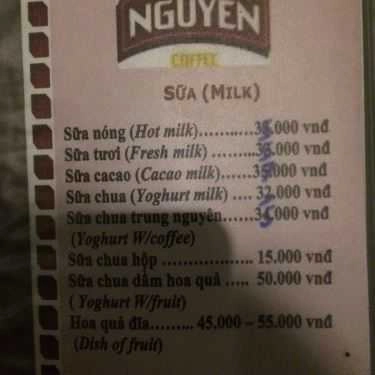 NGUYEN
COFFEE
SỮA (MILK)
Sữa nóng (Hot milk)..........35.000 vnđ
Sữa tươi (Fresh milk) ........33.000 vnđ
Sữa cacao (Cacao milk)....35.000 vnđ
Sữa chua (Yoghurt milk) .... 32.000 vnđ
Sữa chua trung nguyên......35.000 vnđ
(Yoghurt W/coffee)
Sữa chua hộp .................. 15.000 vnđ
Sữa chua dầm hoa quả ..... 50.000 vnđ
( Yoghurt W/fruit)
Hoa quả đĩa......... 45.000 – 55.000 vnđ
(Dish of fruit)